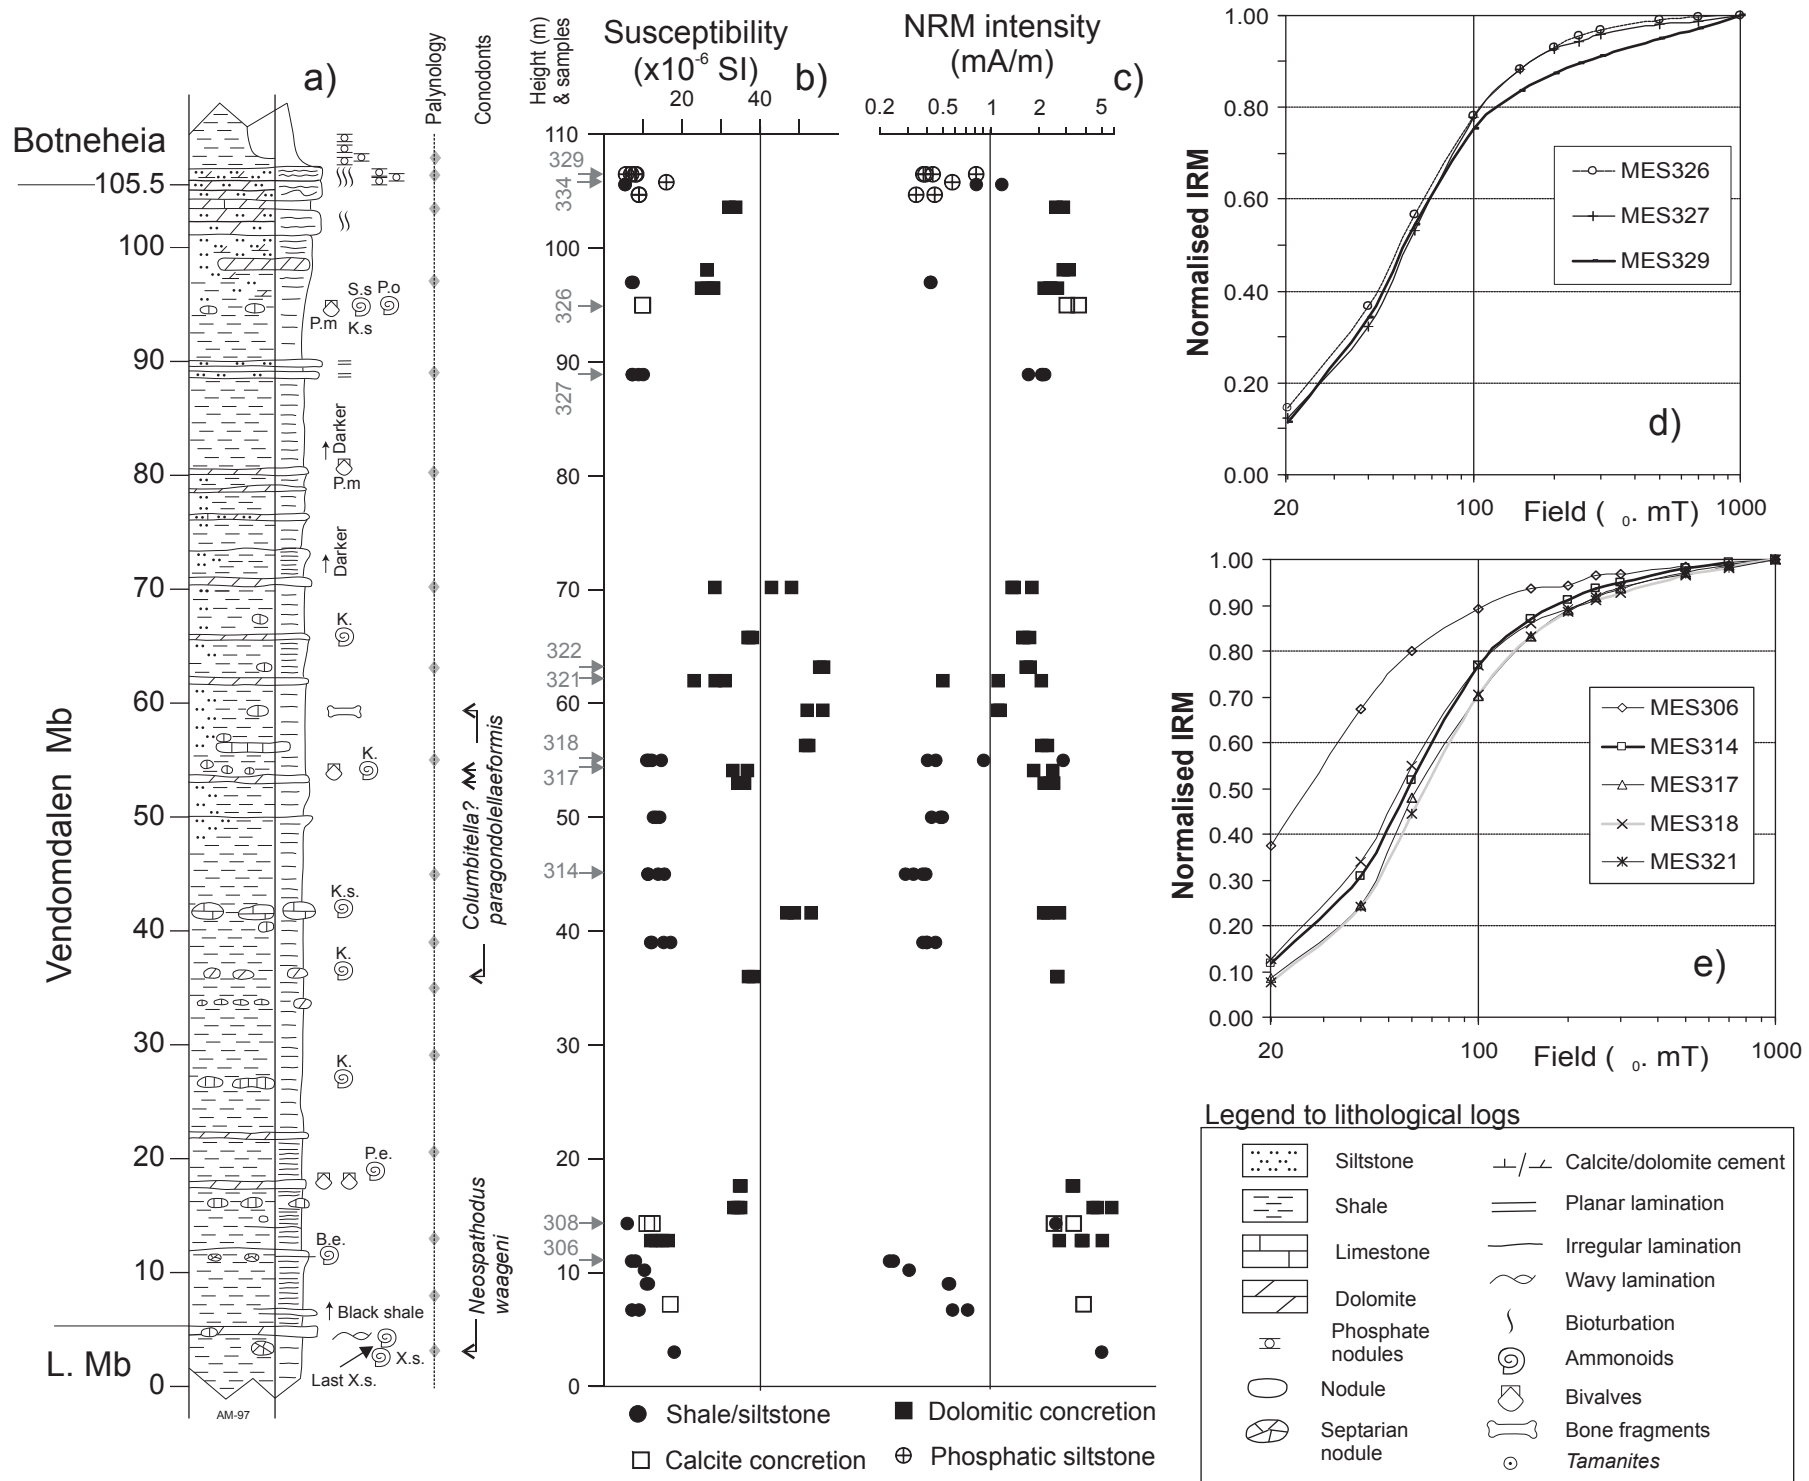 a)
Botneheia
105.5
100
90
80
70
60
50
40
30
20
10
0
Vendomdalen Mb
L. Mb
AM-97
S.s P.o
P.m K.s
Darker
P.m
Darker
K.
K.
K.s.
K.
K.
P.e.
B.e.
Black shale
X.s.
Last X.s.
Palynology
Conodonts
Columbitella?
paragondolellaeformis
Neospathodus
waageni
Height (m)
& samples
110
100
90
80
70
60
50
40
30
20
10
0
329
334
326
327
322
321
318
317
314
308
306
Susceptibility
(x10-6 SI)
b)
20 40
NRM intensity
(mA/m)
c)
0.2 0.5 1 2 5
Shale/siltstone
Dolomitic concretion
Calcite concretion
Phosphatic siltstone
Normalised IRM
1.00
0.80
0.60
0.40
0.20
0.00
20 100 1000
Field ( 0. mT)
MES326
MES327
MES329
d)
Normalised IRM
1.00
0.90
0.80
0.70
0.60
0.50
0.40
0.30
0.20
0.10
0.00
20 100 1000
Field ( 0. mT)
MES306
MES314
MES317
MES318
MES321
e)
Legend to lithological logs
Siltstone
Shale
Limestone
Dolomite
Phosphate
nodules
Nodule
Septarian
nodule
Calcite/dolomite cement
Planar lamination
Irregular lamination
Wavy lamination
Bioturbation
Ammonoids
Bivalves
Bone fragments
Tamanites